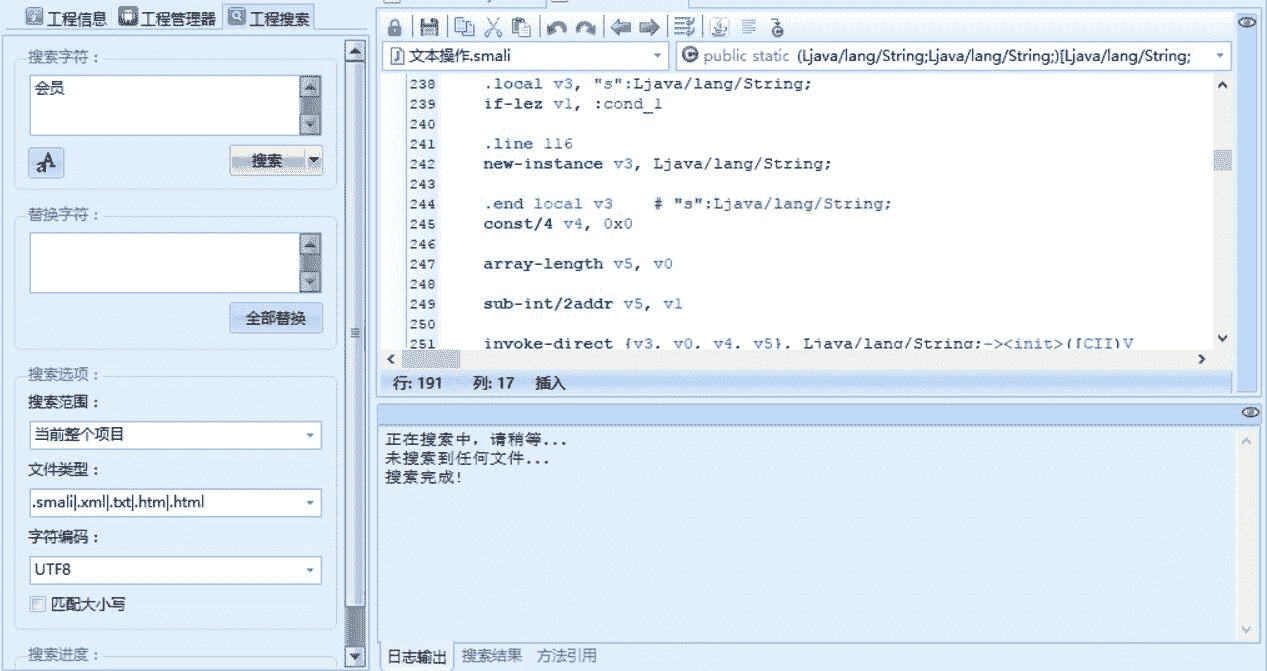 工程信息 工程管理器 工程搜索
搜索字符：
会员
搜索
替换字符：
全部替换
搜索选项：
搜索范围：
当前整个项目
文件类型：
.smali|.xml|.txt|.htm|.html
字符编码：
UTF8
匹配大小写
搜索进度：
文本操作.smali
public static (Ljava/lang/String;Ljava/lang/String;)[Ljava/lang/String;
238 .local v3, "s":Ljava/lang/String;
239 if-lez v1, :cond_1
240
241 .line 116
242 new-instance v3, Ljava/lang/String;
243
244 .end local v3 # "s":Ljava/lang/String;
245 const/4 v4, 0x0
246
247 array-length v5, v0
248
249 sub-int/2addr v5, v1
250
251 invoke-direct {v3, v0, v4, v5}, Ljava/lang/String;-><init>([CII)V
行: 191 列: 17 插入
正在搜索中，请稍等...
未搜索到任何文件...
搜索完成!
日志输出 搜索结果 方法引用